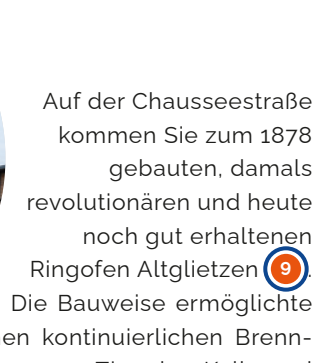 Auf der Chausseestraße
kommen Sie zum 1878
gebauten, damals
revolutionären und heute
noch gut erhaltenen
Ringofen Altglietzen 9.
Die Bauweise ermöglichte
en kontinuierlichen Brenn-